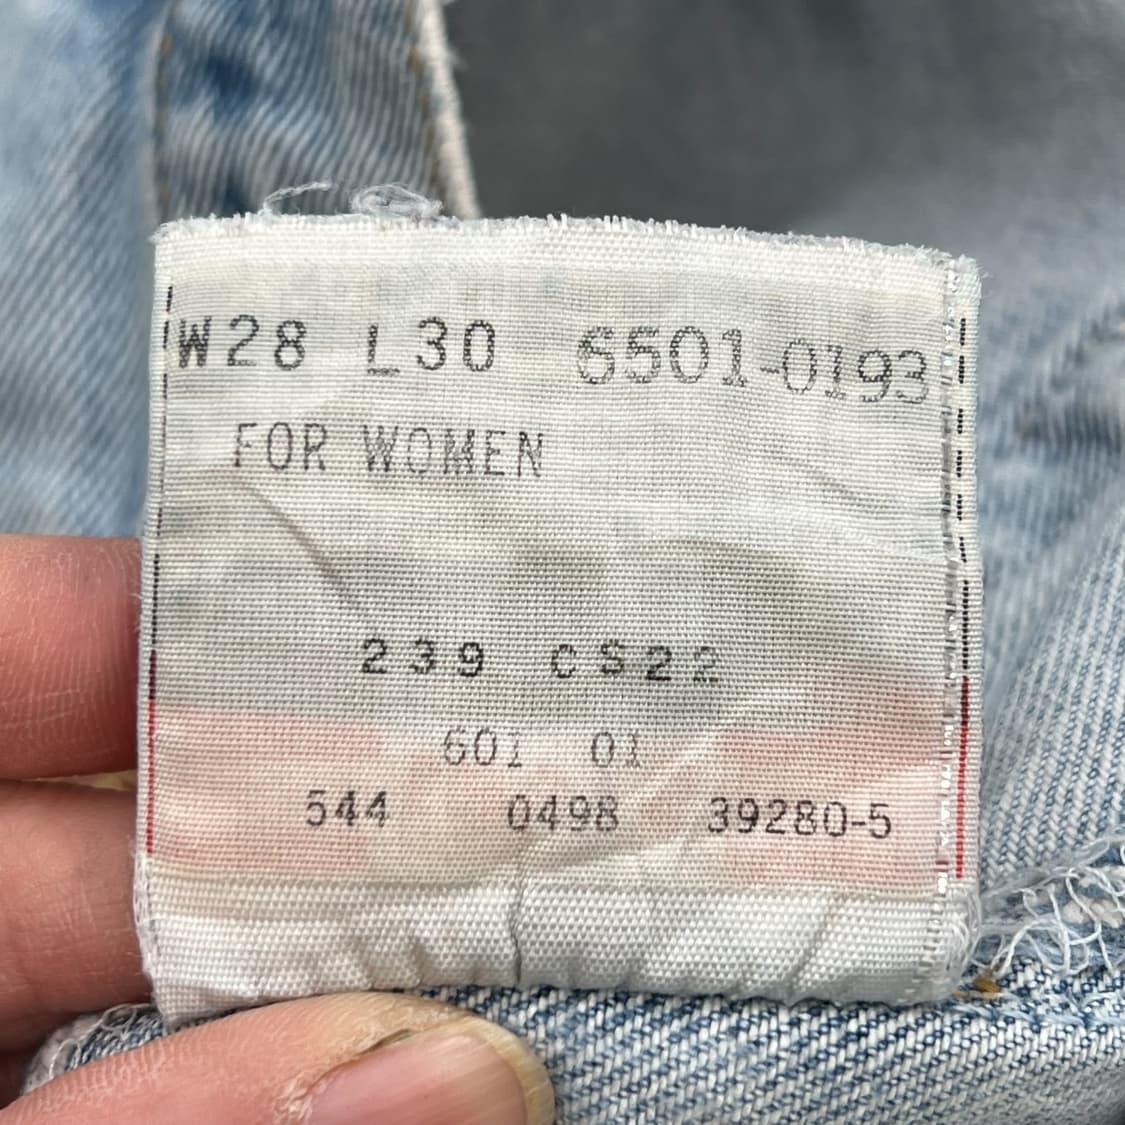 W28 L30 6501-0193
FOR WOMEN
239 CS22
601 01
544 0498 39280-5